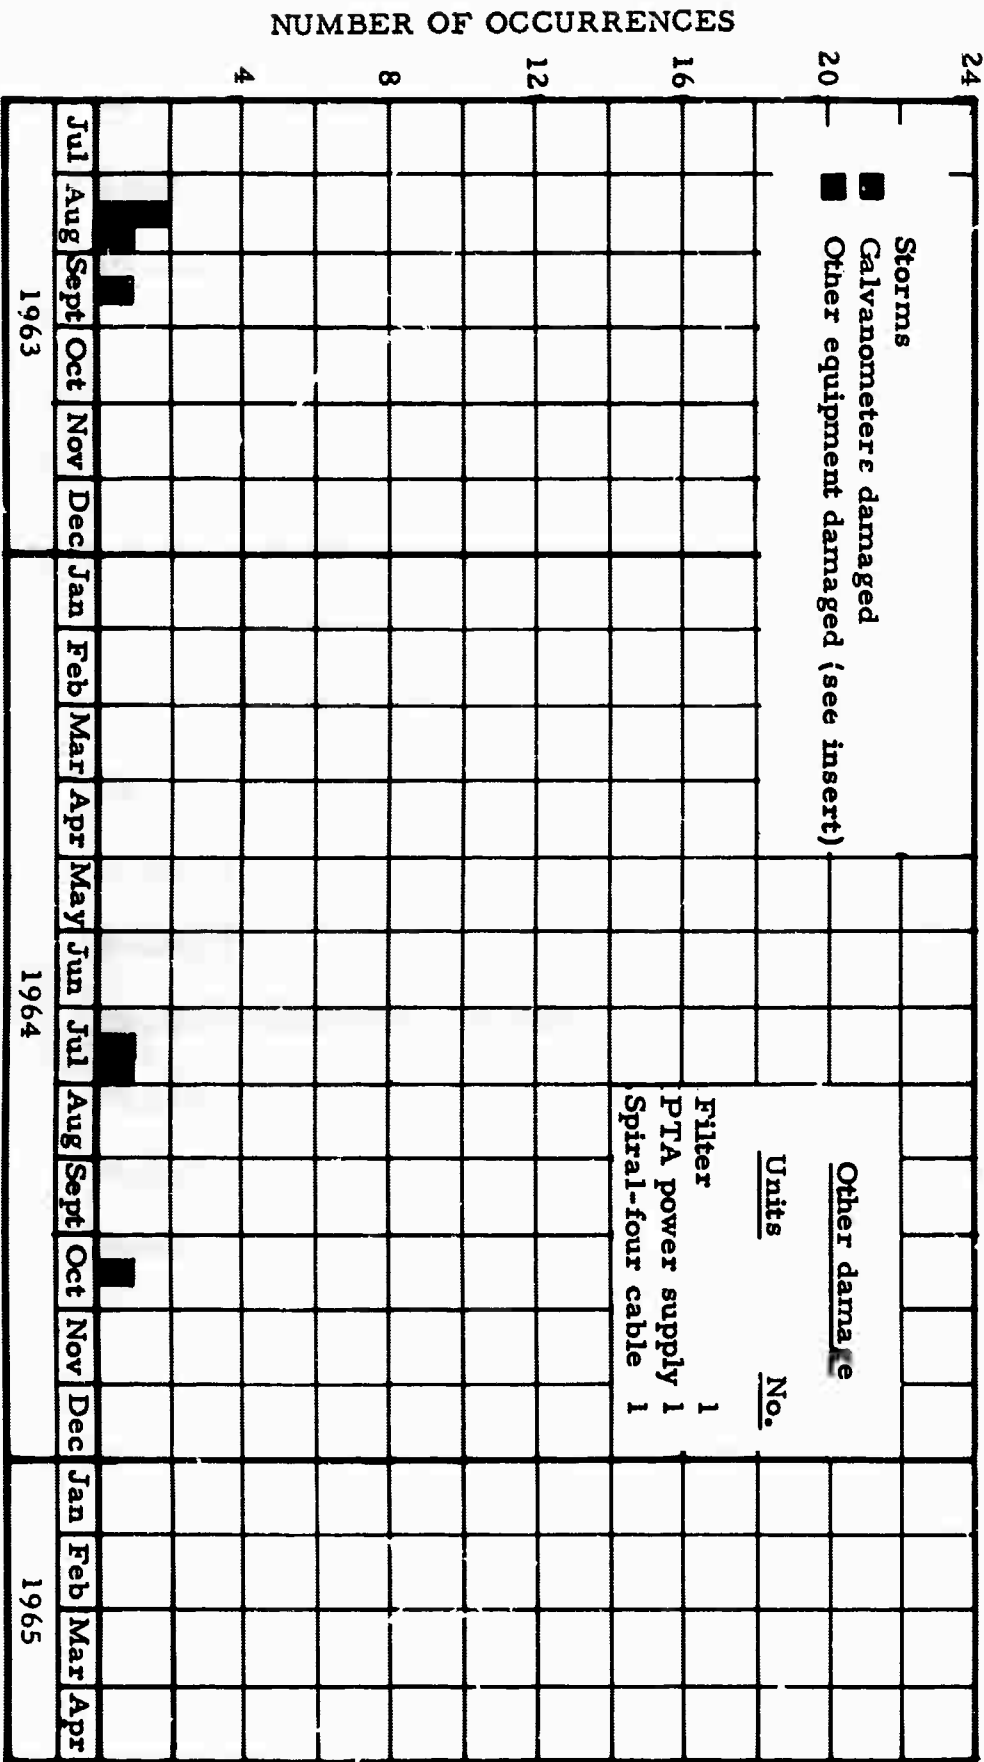 NUMBER OF OCCURRENCES
24
20
16
12
8
4
Storms
Galvanometers damaged
Other equipment damaged (see insert)
Other damage
Units No.
Filter 1
PTA power supply 1
Spiral-four cable 1
Jul Aug Sept Oct Nov Dec Jan Feb Mar Apr May Jun Jul Aug Sept Oct Nov Dec Jan Feb Mar Apr
1963 1964 1965